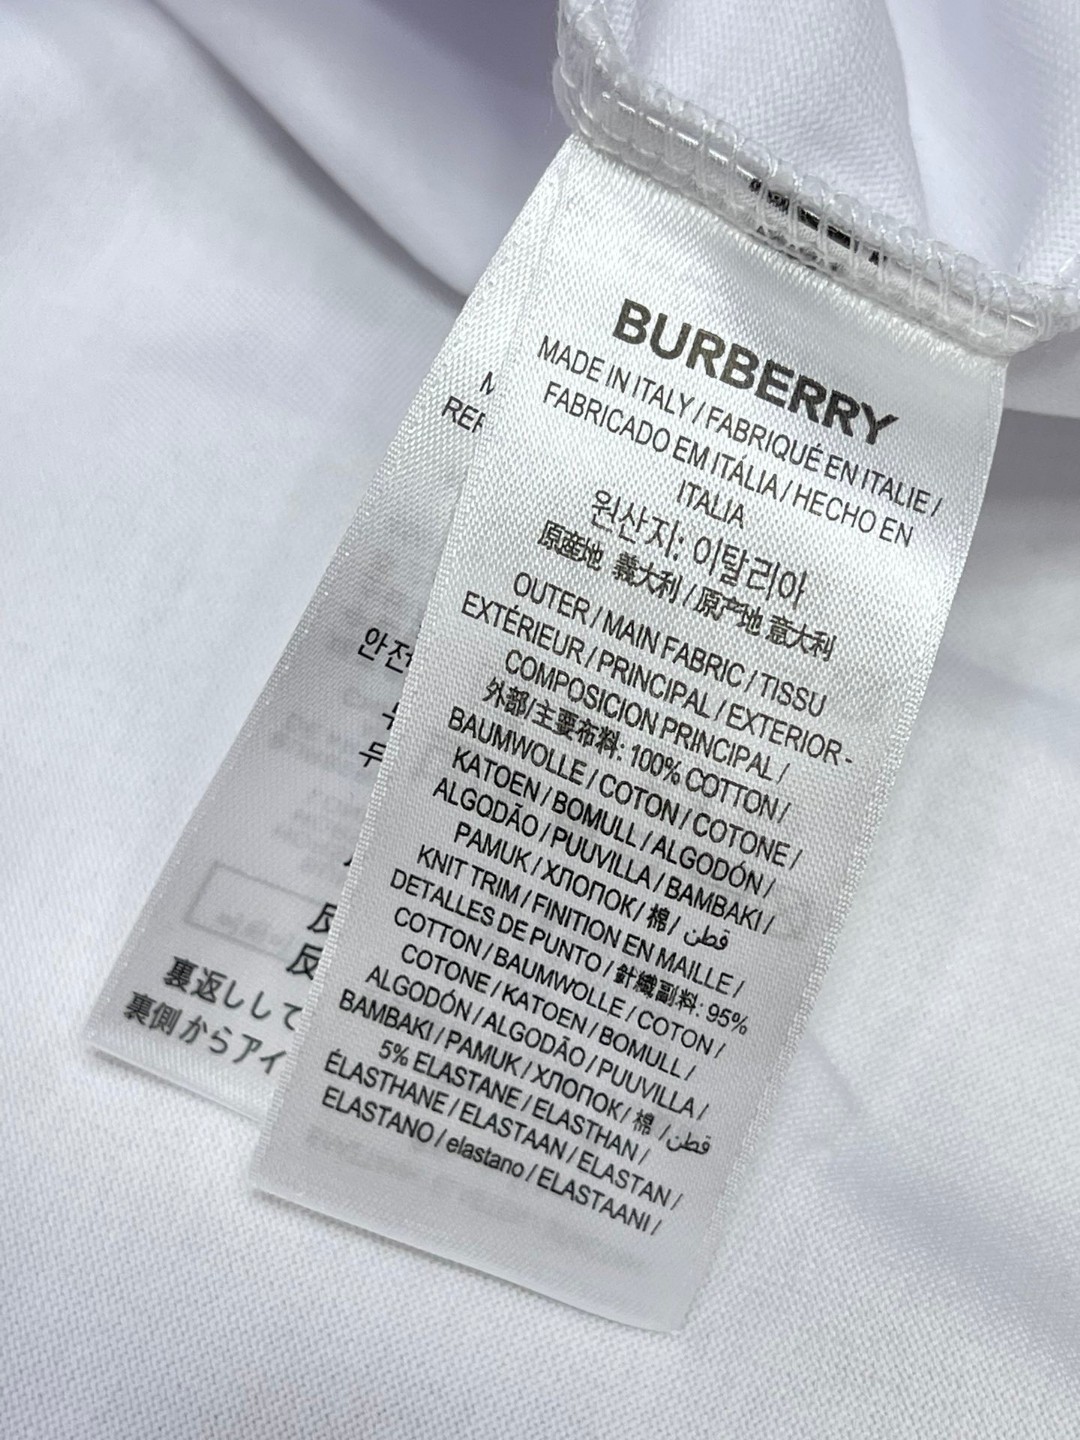 BURBERRY
MADE IN ITALY / FABRIQUÉ EN ITALIE /
FABRICADO EM ITÁLIA / HECHO EN
ITALIA
원산지: 이탈리아
原産地 義大利 / 原产地 意大利
OUTER / MAIN FABRIC / TISSU
EXTÉRIEUR / PRINCIPAL / EXTERIOR-
COMPOSICION PRINCIPAL /
外部/主要布料: 100% COTTON /
BAUMWOLLE / COTON / COTONE /
KATOEN / BOMULL / ALGODÓN /
ALGODÃO / PUUVILLA / BAMBAKI /
PAMUK / ХЛОПОК / 棉 / قطن
KNIT TRIM / FINITION EN MAILLE /
DETALLES DE PUNTO / 針織副料: 95%
COTTON / BAUMWOLLE / COTON /
COTONE / KATOEN / BOMULL /
ALGODÓN / ALGODÃO / PUUVILLA /
BAMBAKI / PAMUK / ХЛОПОК / 棉 / قطن
5% ELASTANE / ELASTHAN /
ÉLASTHANE / ELASTAAN / ELASTAN /
ELASTANO / elastano / ELASTAANI /
裏返しして
裏側からアイ